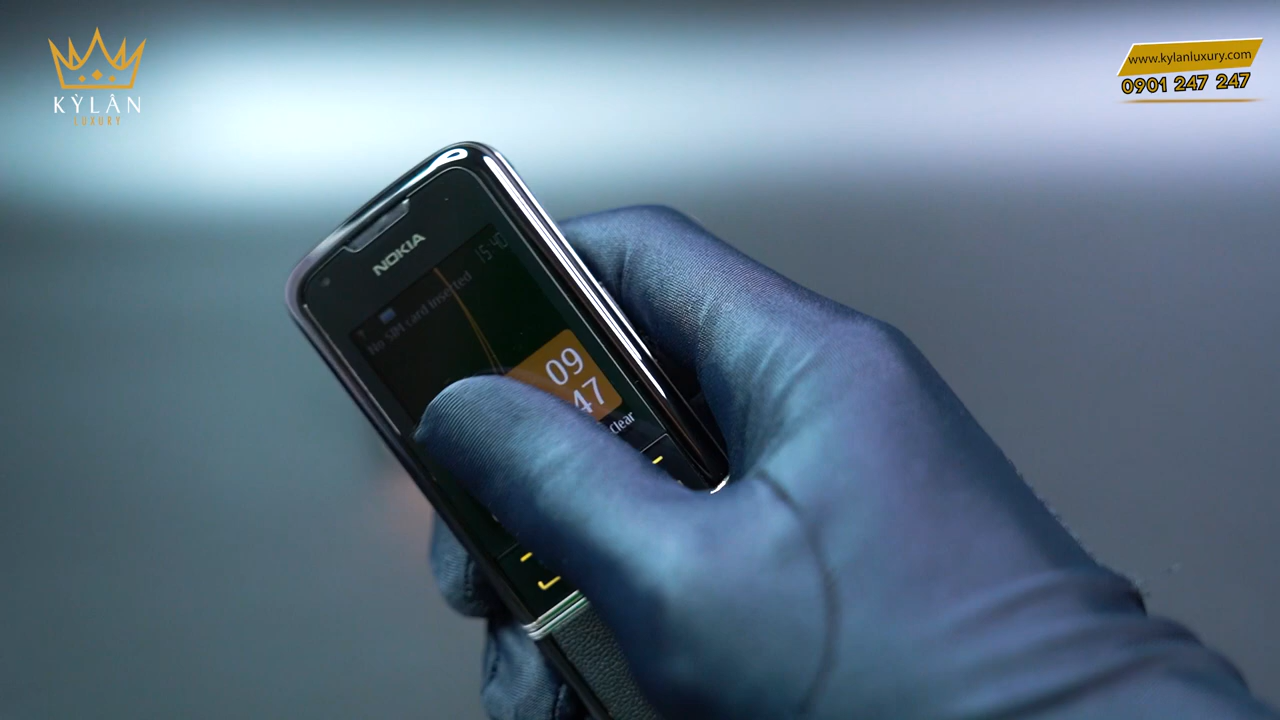 KỲLÂN
LUXURY
www.kylanluxury.com
0901 247 247
NOKIA
15:40
No SIM card inserted
09
47
Clear